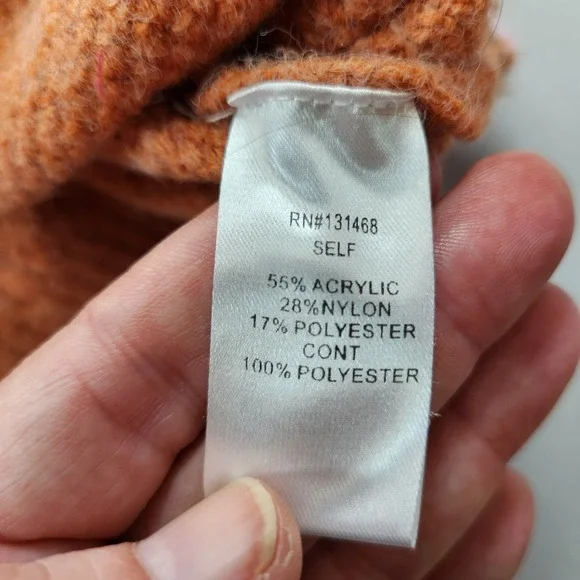 RN#131468
SELF
55% ACRYLIC
28%NYLON
17% POLYESTER
CONT
100% POLYESTER